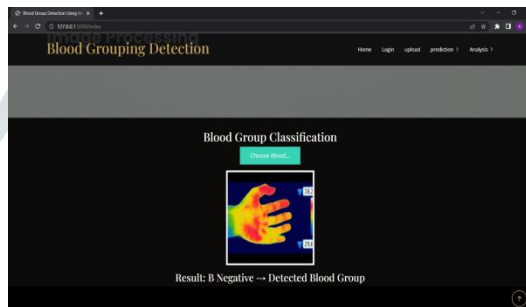 Blood Group Detection Using Im
127.0.0.1:5000/index
Image Processing
Blood Grouping Detection
Home Login upload prediction > Analysis >
Blood Group Classification
Choose Blood...
Result: B Negative → Detected Blood Group